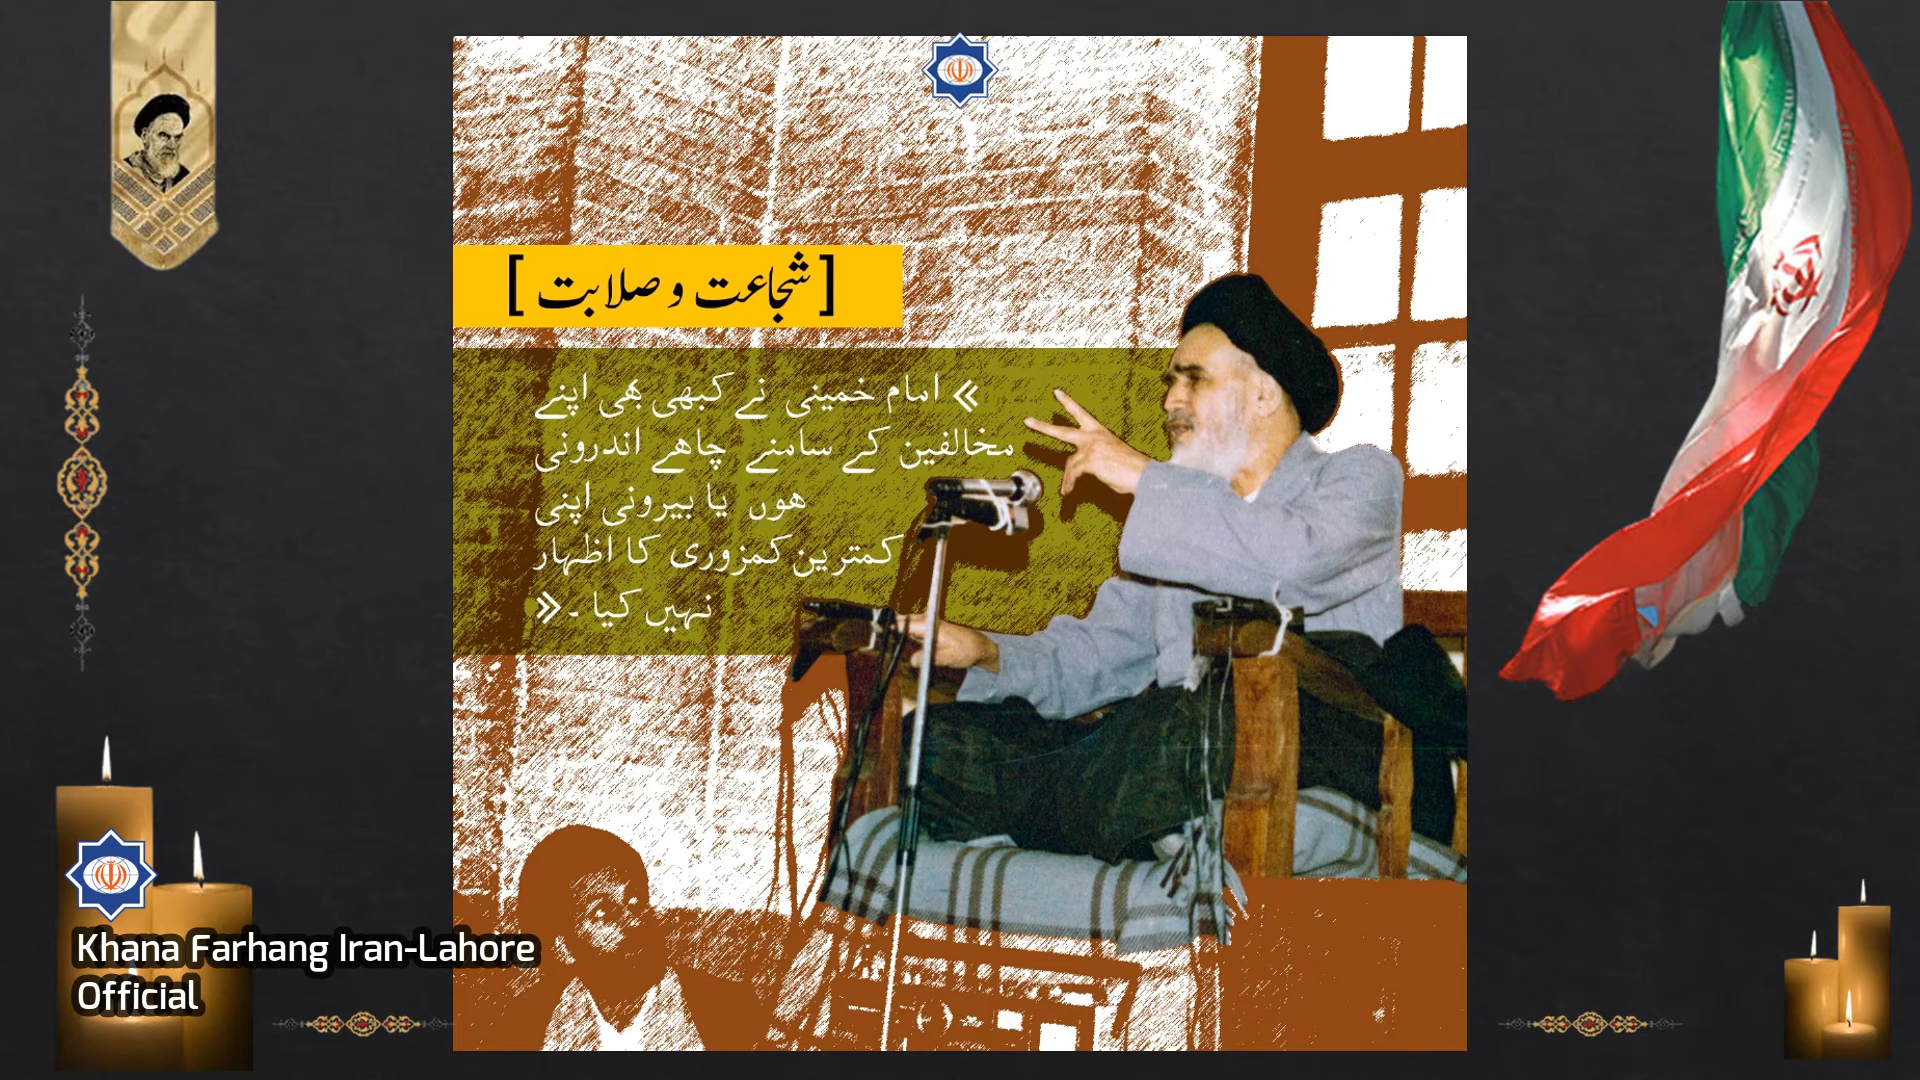 [شجاعت و صلابت]
« امام خمینی نے کبھی بھی اپنے
مخالفین کے سامنے چاھے اندرونی
ھوں یا بیرونی اپنی
کمترین کمزوری کا اظہار
نہیں کیا ۔»
Khana Farhang Iran-Lahore
Official